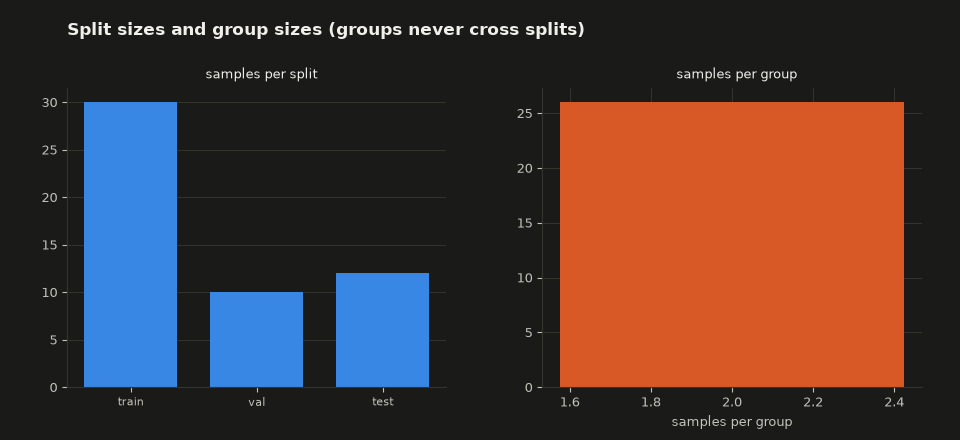 Split sizes and group sizes (groups never cross splits)
samples per split
30
25
20
15
10
5
0
train val test
samples per group
25
20
15
10
5
0
1.6 1.8 2.0 2.2 2.4
samples per group